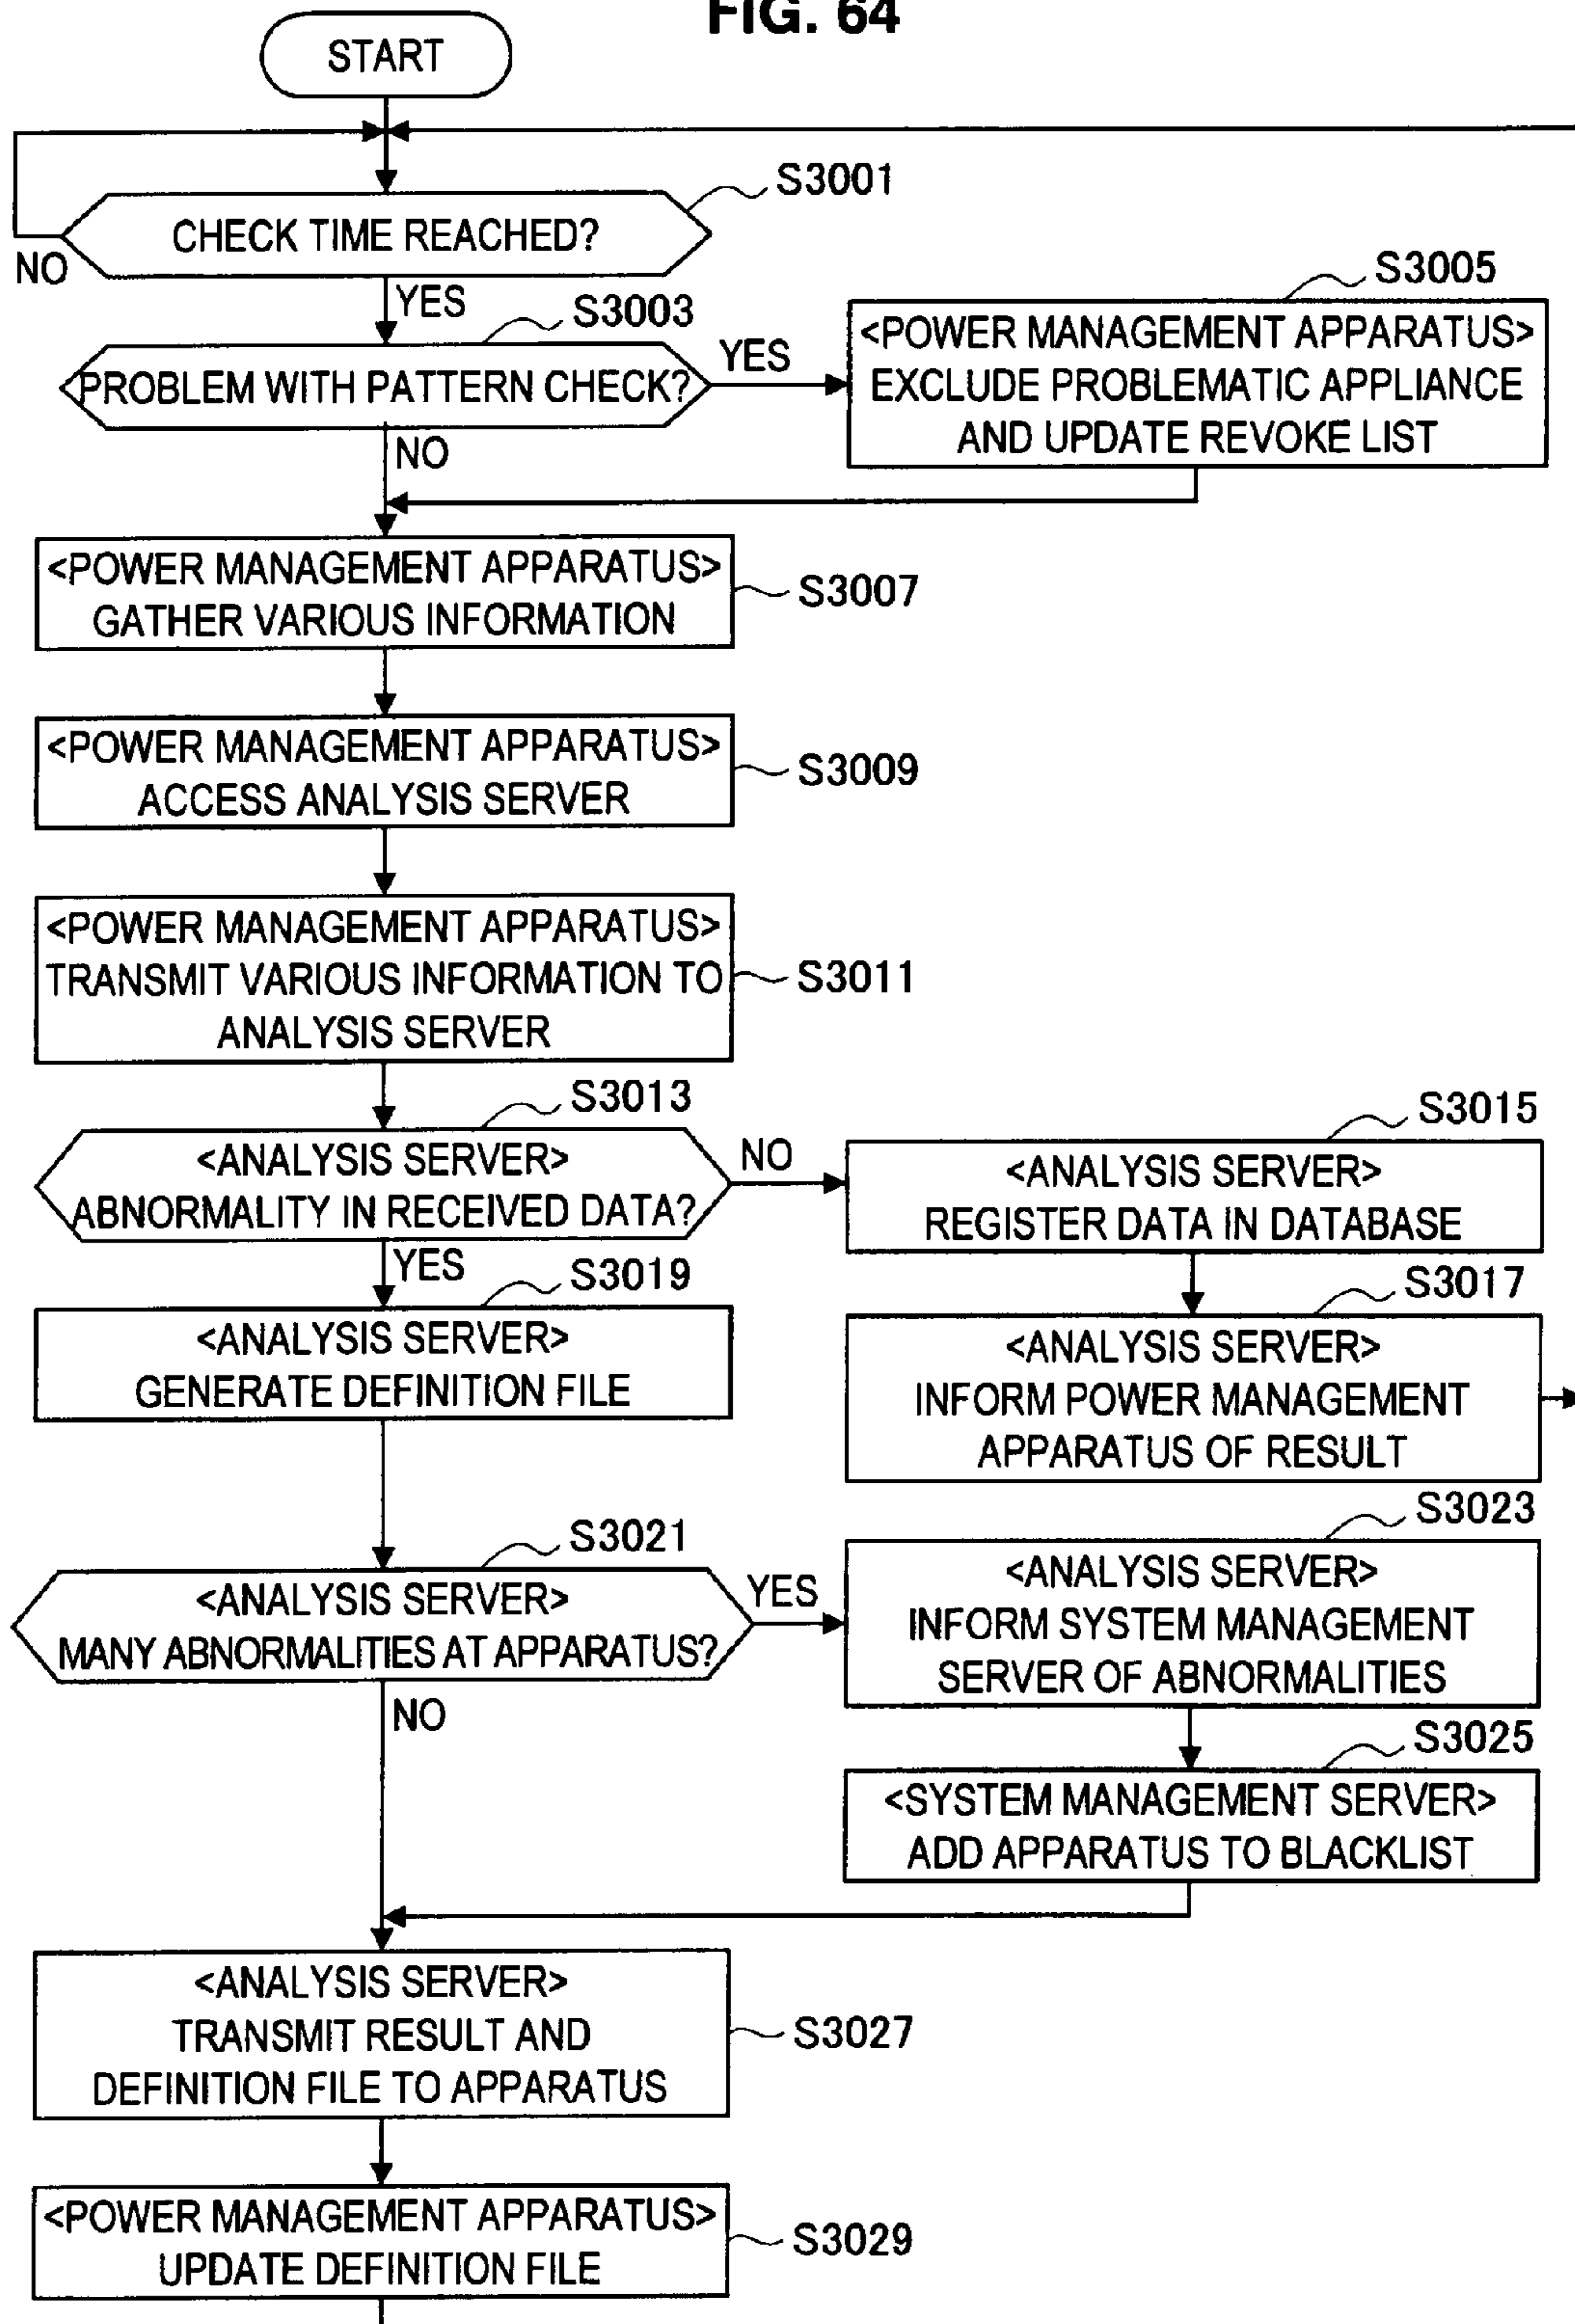 FIG. 64
START
S3001
CHECK TIME REACHED?
NO
YES
S3003
PROBLEM WITH PATTERN CHECK?
YES
S3005
<POWER MANAGEMENT APPARATUS>
EXCLUDE PROBLEMATIC APPLIANCE
AND UPDATE REVOKE LIST
NO
<POWER MANAGEMENT APPARATUS>
GATHER VARIOUS INFORMATION
S3007
<POWER MANAGEMENT APPARATUS>
ACCESS ANALYSIS SERVER
S3009
<POWER MANAGEMENT APPARATUS>
TRANSMIT VARIOUS INFORMATION TO
ANALYSIS SERVER
S3011
S3013
<ANALYSIS SERVER>
ABNORMALITY IN RECEIVED DATA?
NO
S3015
<ANALYSIS SERVER>
REGISTER DATA IN DATABASE
YES
S3019
<ANALYSIS SERVER>
GENERATE DEFINITION FILE
S3017
<ANALYSIS SERVER>
INFORM POWER MANAGEMENT
APPARATUS OF RESULT
S3021
<ANALYSIS SERVER>
MANY ABNORMALITIES AT APPARATUS?
YES
S3023
<ANALYSIS SERVER>
INFORM SYSTEM MANAGEMENT
SERVER OF ABNORMALITIES
NO
S3025
<SYSTEM MANAGEMENT SERVER>
ADD APPARATUS TO BLACKLIST
<ANALYSIS SERVER>
TRANSMIT RESULT AND
DEFINITION FILE TO APPARATUS
S3027
<POWER MANAGEMENT APPARATUS>
UPDATE DEFINITION FILE
S3029